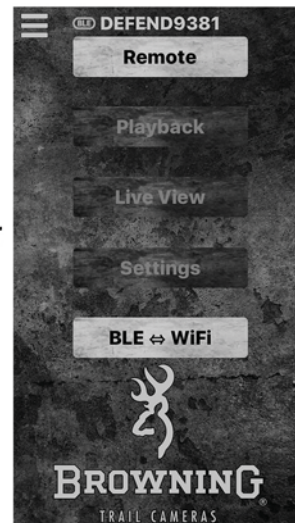 BLE DEFEND9381
Remote
Playback
Live View
Settings
BLE ⇔ WiFi
BROWNING®
TRAIL CAMERAS